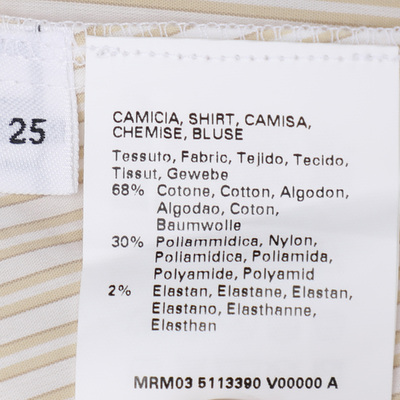 25
CAMICIA, SHIRT, CAMISA,
CHEMISE, BLUSE
Tessuto, Fabric, Tejido, Tecido,
Tissut, Gewebe
68% Cotone, Cotton, Algodon,
Algodao, Coton,
Baumwolle
30% Poliammidica, Nylon,
Poliamidica, Poliamida,
Polyamide, Polyamid
2% Elastan, Elastane, Elastan,
Elastano, Elasthanne,
Elasthan
MRM03 5113390 V00000 A